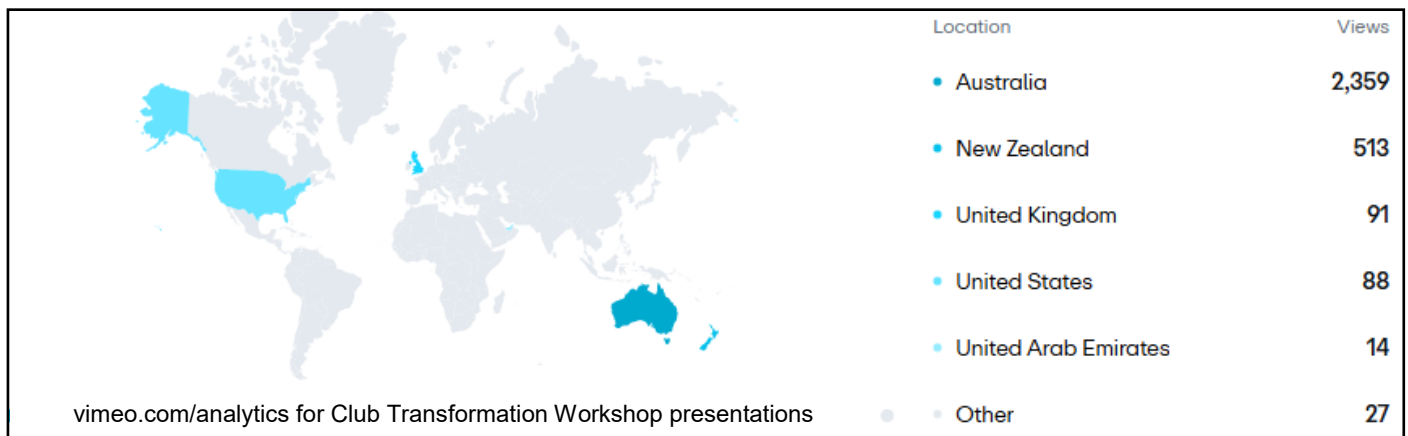 Location Views
Australia 2,359
New Zealand 513
United Kingdom 91
United States 88
United Arab Emirates 14
Other 27
vimeo.com/analytics for Club Transformation Workshop presentations